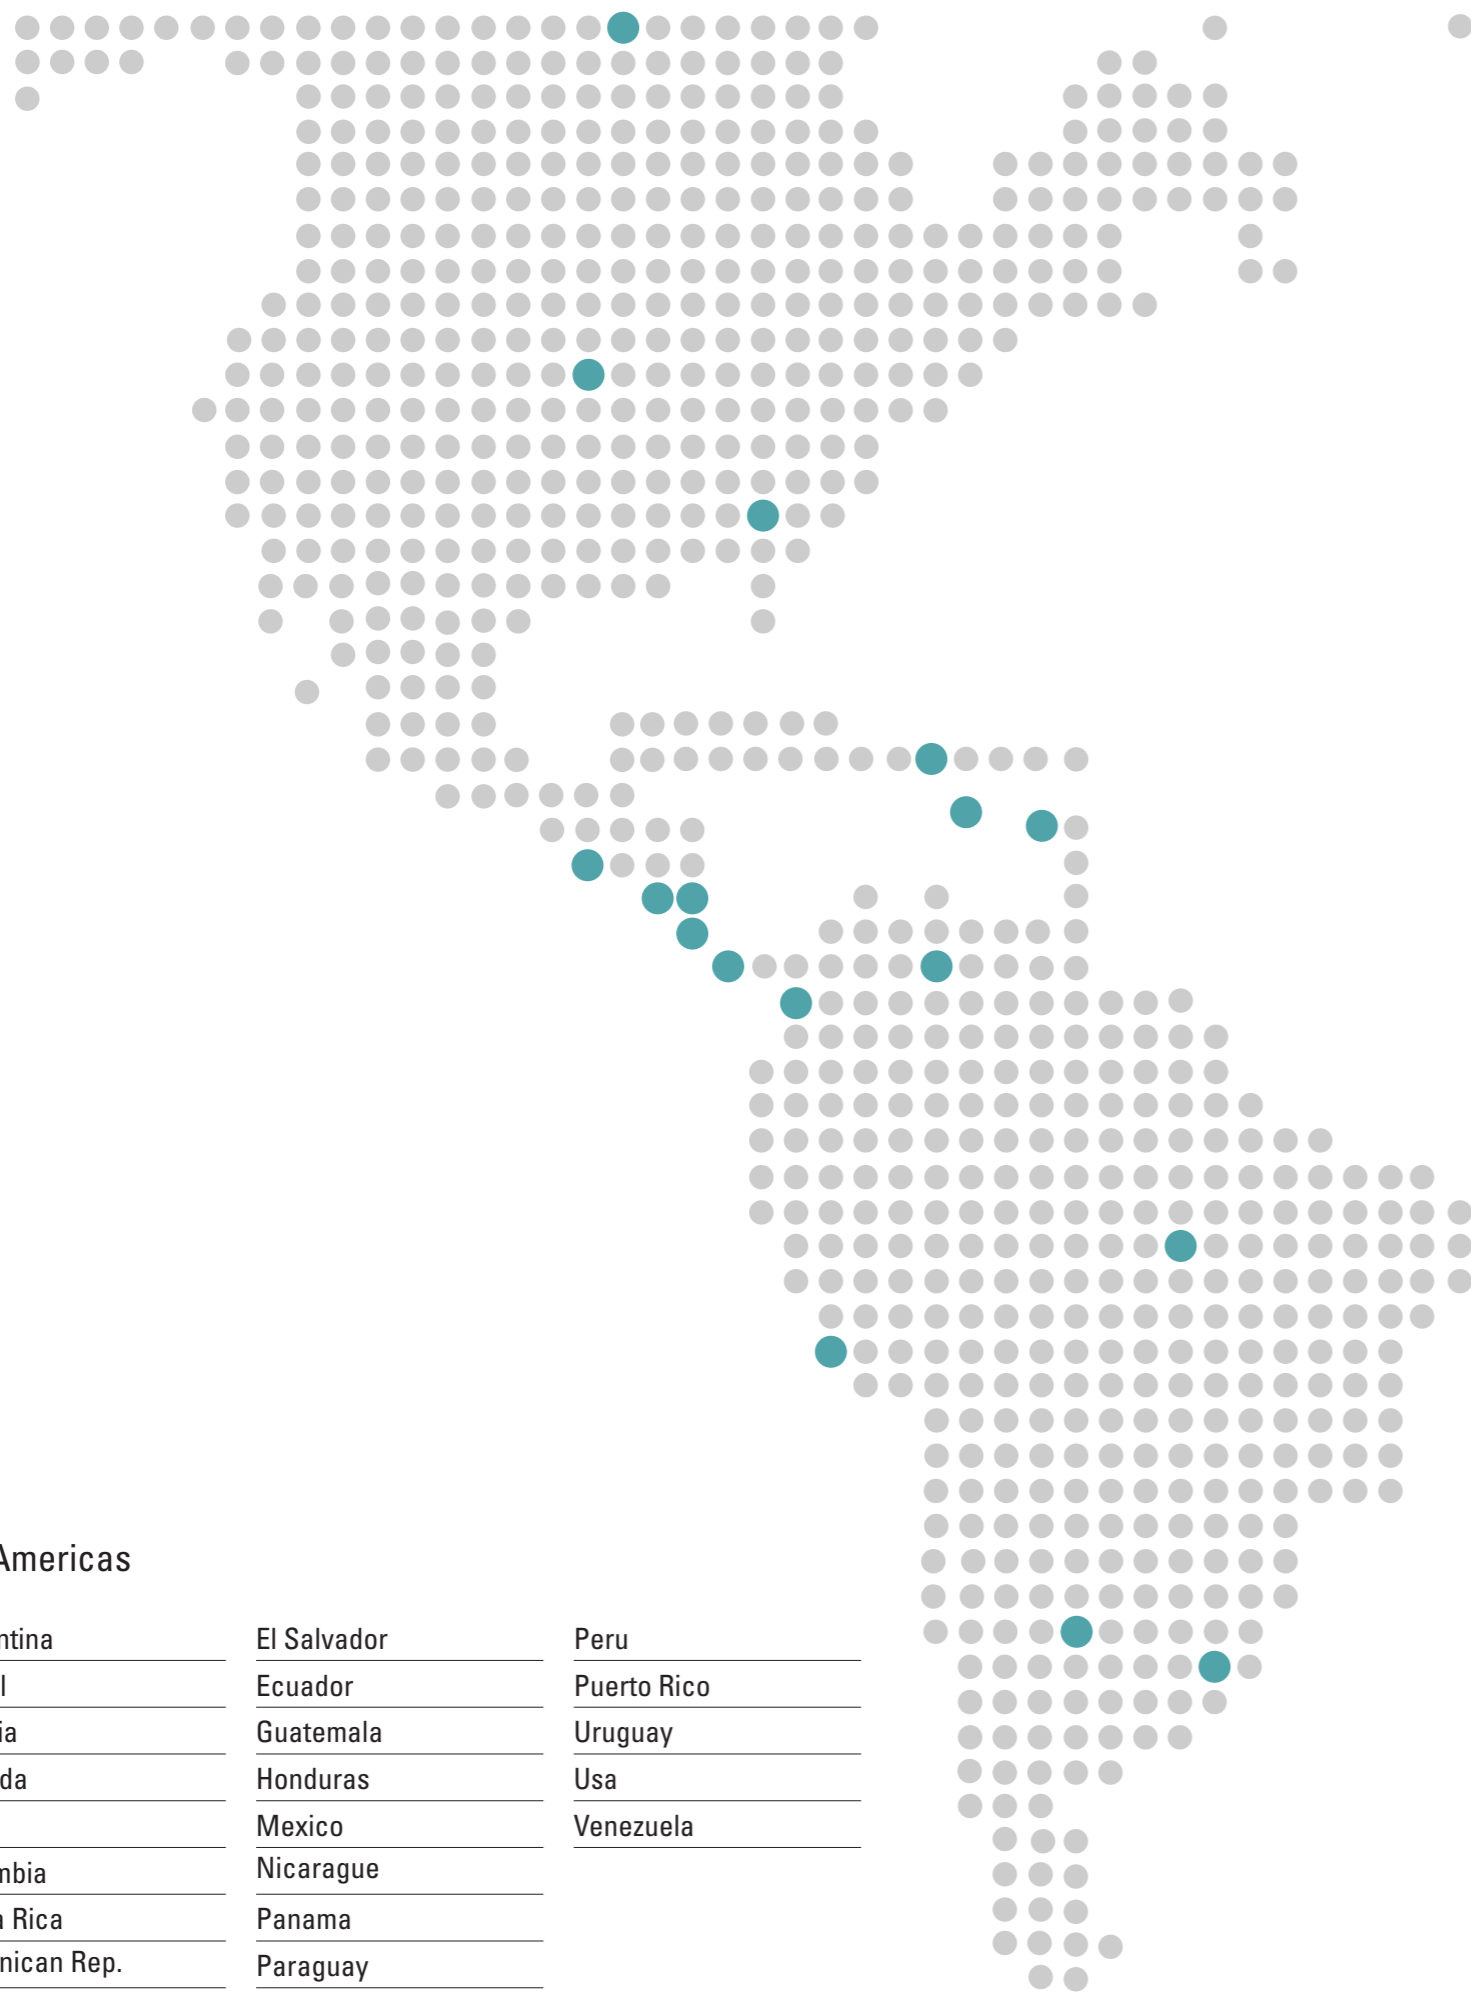 Americas
ntina
l
ia
da
mbia
a Rica
nican Rep.
El Salvador
Ecuador
Guatemala
Honduras
Mexico
Nicarague
Panama
Paraguay
Peru
Puerto Rico
Uruguay
Usa
Venezuela